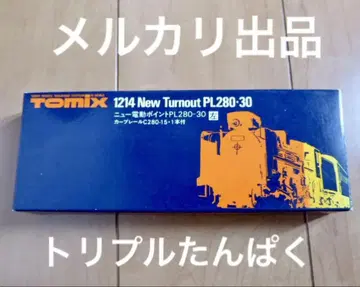 メルカリ出品
TOMIX
1214 New Turnout PL280-30
ニュー電動ポイントPL280-30 左
カーブレールC280-15・1本付
トリプルたんぱく